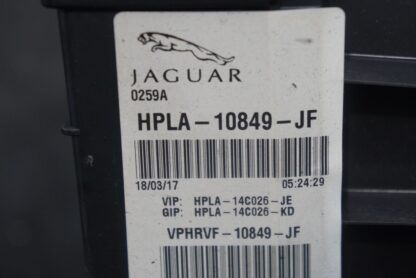 JAGUAR
0259A
HPLA-10849-JF
18/03/17 05:24:29
VIP: HPLA-14C026-JE
GIP: HPLA-14C026-KD
VPHRVF-10849-JF